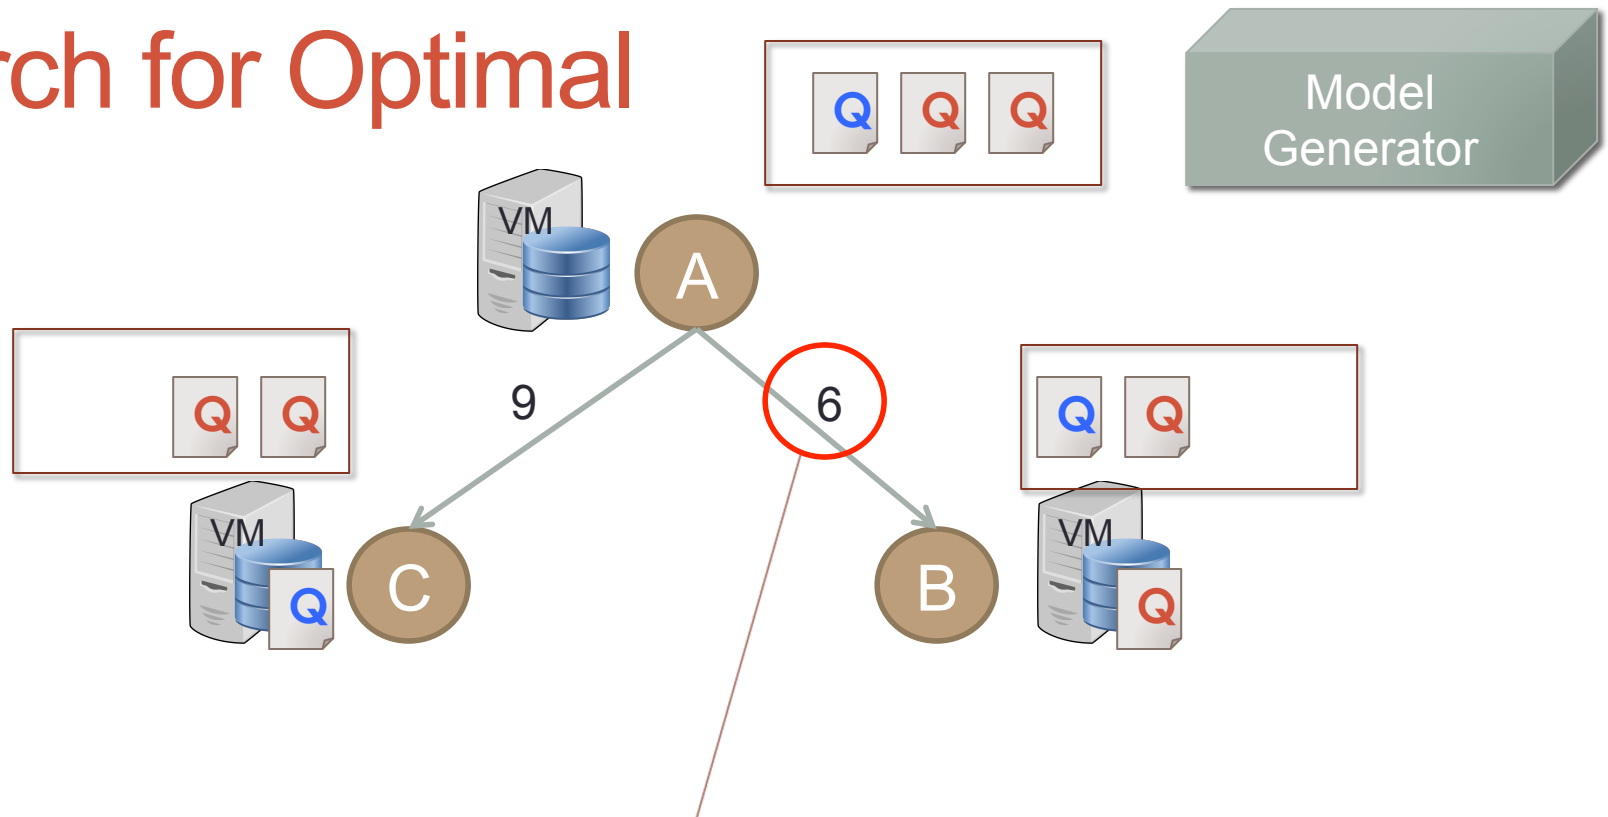 rch for Optimal
Q Q Q
Model
Generator
VM
A
9
6
Q Q
Q Q
VM
Q
C
B
VM
Q